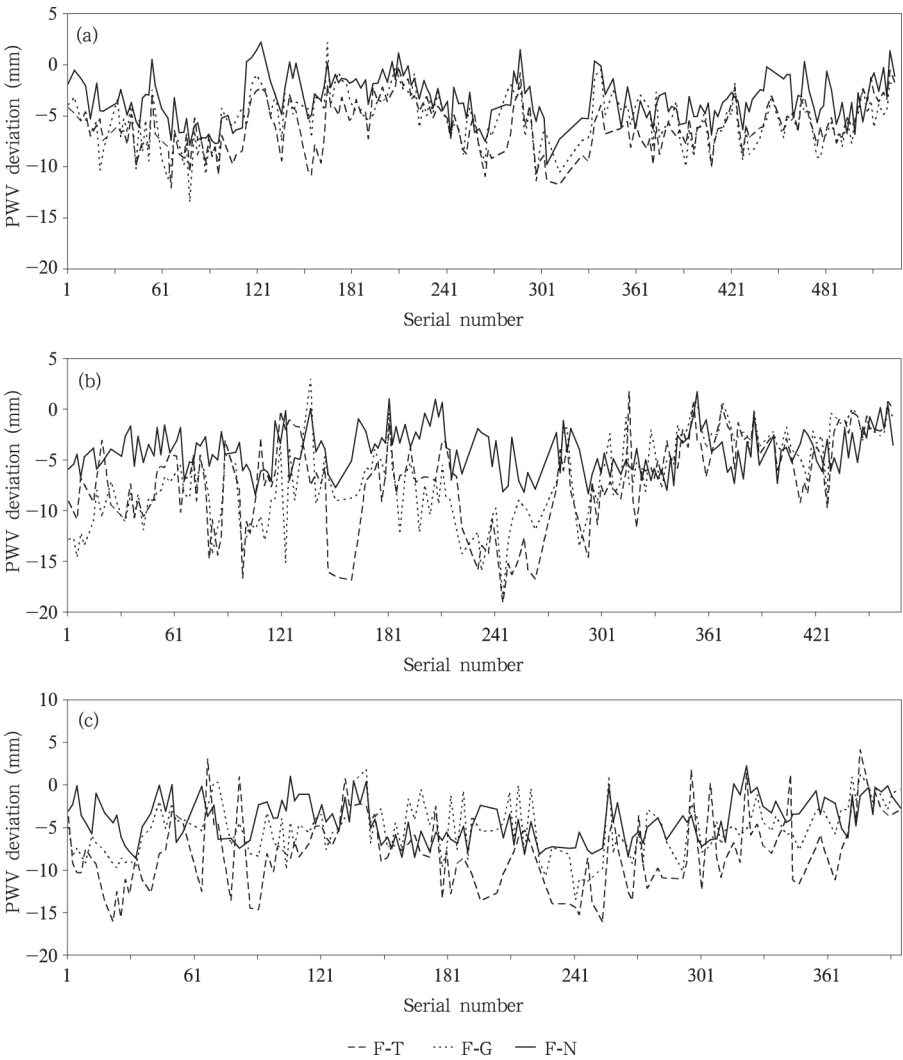 (a)
5
0
−5
−10
−15
−20
PWV deviation (mm)
1 61 121 181 241 301 361 421 481
Serial number
(b)
5
0
−5
−10
−15
−20
PWV deviation (mm)
1 61 121 181 241 301 361 421
Serial number
(c)
10
5
0
−5
−10
−15
−20
PWV deviation (mm)
1 61 121 181 241 301 361
Serial number
F-T F-G F-N